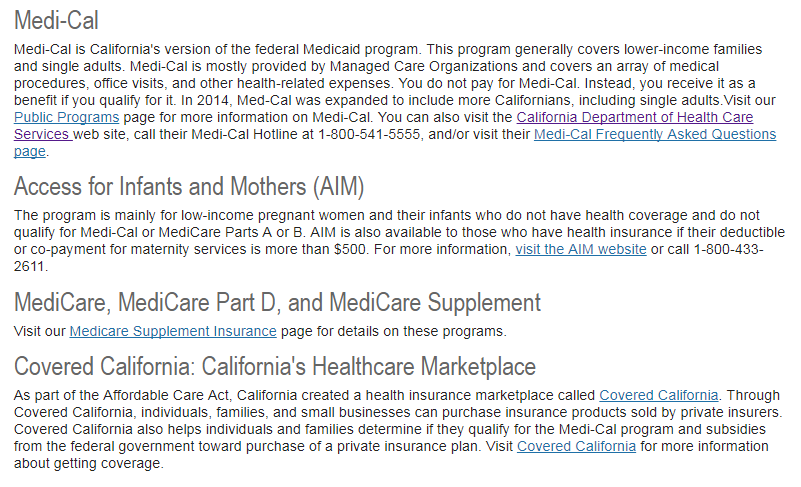 Medi-Cal
Medi-Cal is California's version of the federal Medicaid program. This program generally covers lower-income families
and single adults. Medi-Cal is mostly provided by Managed Care Organizations and covers an array of medical
procedures, office visits, and other health-related expenses. You do not pay for Medi-Cal. Instead, you receive it as a
benefit if you qualify for it. In 2014, Med-Cal was expanded to include more Californians, including single adults.Visit our
Public Programs page for more information on Medi-Cal. You can also visit the California Department of Health Care
Services web site, call their Medi-Cal Hotline at 1-800-541-5555, and/or visit their Medi-Cal Frequently Asked Questions
page.
Access for Infants and Mothers (AIM)
The program is mainly for low-income pregnant women and their infants who do not have health coverage and do not
qualify for Medi-Cal or MediCare Parts A or B. AIM is also available to those who have health insurance if their deductible
or co-payment for maternity services is more than $500. For more information, visit the AIM website or call 1-800-433-
2611.
MediCare, MediCare Part D, and MediCare Supplement
Visit our Medicare Supplement Insurance page for details on these programs.
Covered California: California's Healthcare Marketplace
As part of the Affordable Care Act, California created a health insurance marketplace called Covered California. Through
Covered California, individuals, families, and small businesses can purchase insurance products sold by private insurers.
Covered California also helps individuals and families determine if they qualify for the Medi-Cal program and subsidies
from the federal government toward purchase of a private insurance plan. Visit Covered California for more information
about getting coverage.